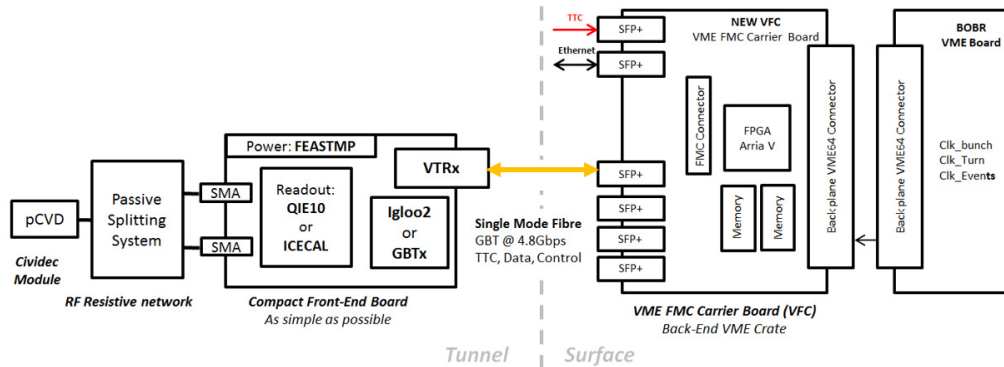 pCVD
Cividec
Module
Passive
Splitting
System
RF Resistive network
SMA
SMA
Power: FEASTMP
Readout:
QIE10
or
ICECAL
VTRx
Igloo2
or
GBTx
Compact Front-End Board
As simple as possible
Single Mode Fibre
GBT @ 4.8Gbps
TTC, Data, Control
Tunnel
Surface
TTC
Ethernet
SFP+
SFP+
SFP+
SFP+
SFP+
SFP+
NEW VFC
VME FMC Carrier Board
FMC Connector
FPGA
Arria V
Memory
Memory
Back plane VME64 Connector
VME FMC Carrier Board (VFC)
Back-End VME Crate
Back plane VME64 Connector
BOBR
VME Board
Clk_bunch
Clk_Turn
Clk_Events